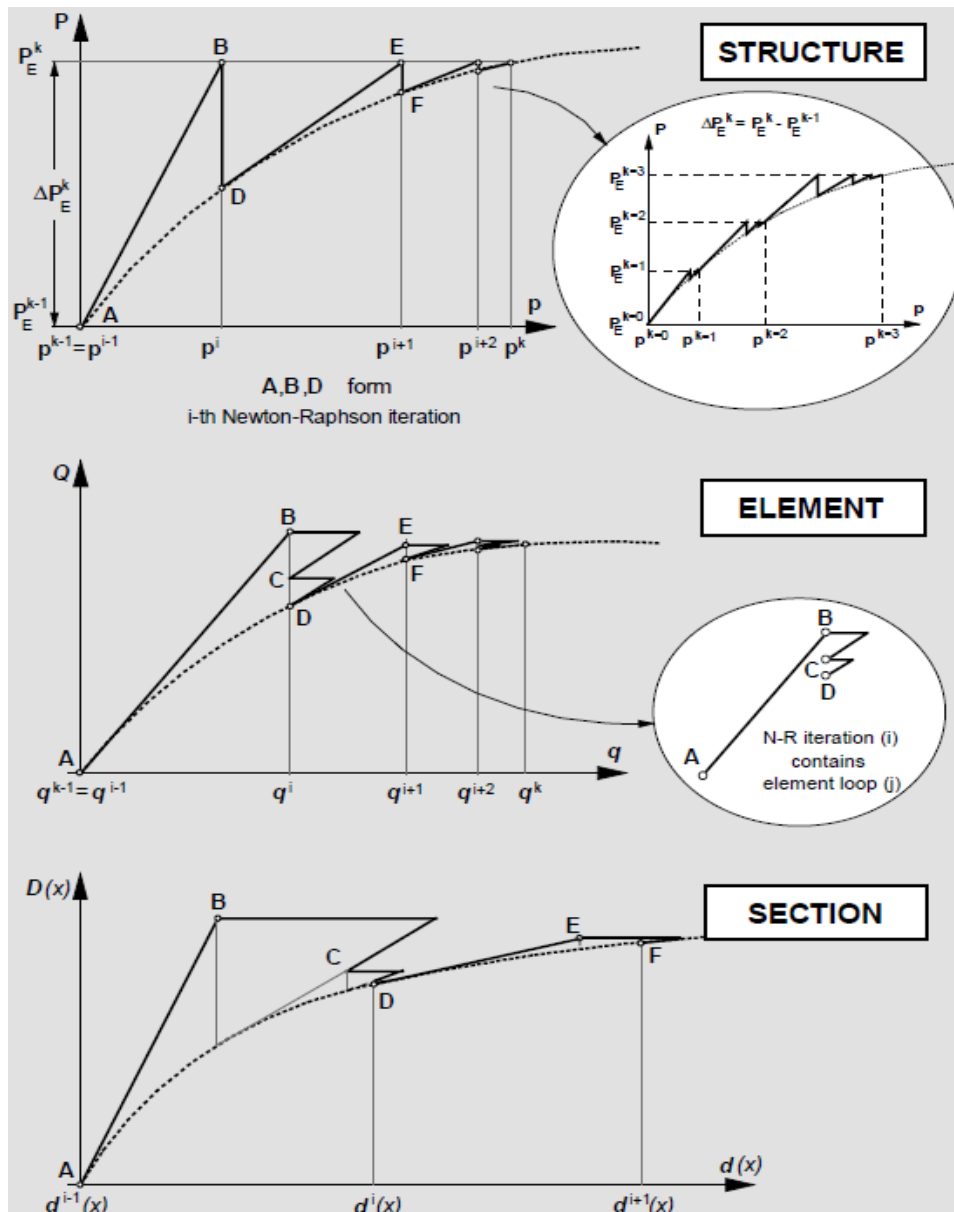 P
P_E^k
B
E
STRUCTURE
F
ΔP_E^k = P_E^k - P_E^k-1
P
ΔP_E^k
D
P_E^k=3
P_E^k=2
P_E^k=1
P_E^k-1
A
p
P_E^k=0
p
p^k-1 = p^i-1
p^i
p^i+1
p^i+2
p^k
p^k=0
p^k=1
p^k=2
p^k=3
A,B,D form
i-th Newton-Raphson iteration
Q
ELEMENT
B
E
C
F
D
B
C
D
A
N-R iteration (i)
contains
element loop (j)
A
q
q^k-1 = q^i-1
q^i
q^i+1
q^i+2
q^k
D(x)
SECTION
B
E
C
F
D
A
d(x)
d^i-1(x)
d^i(x)
d^i+1(x)